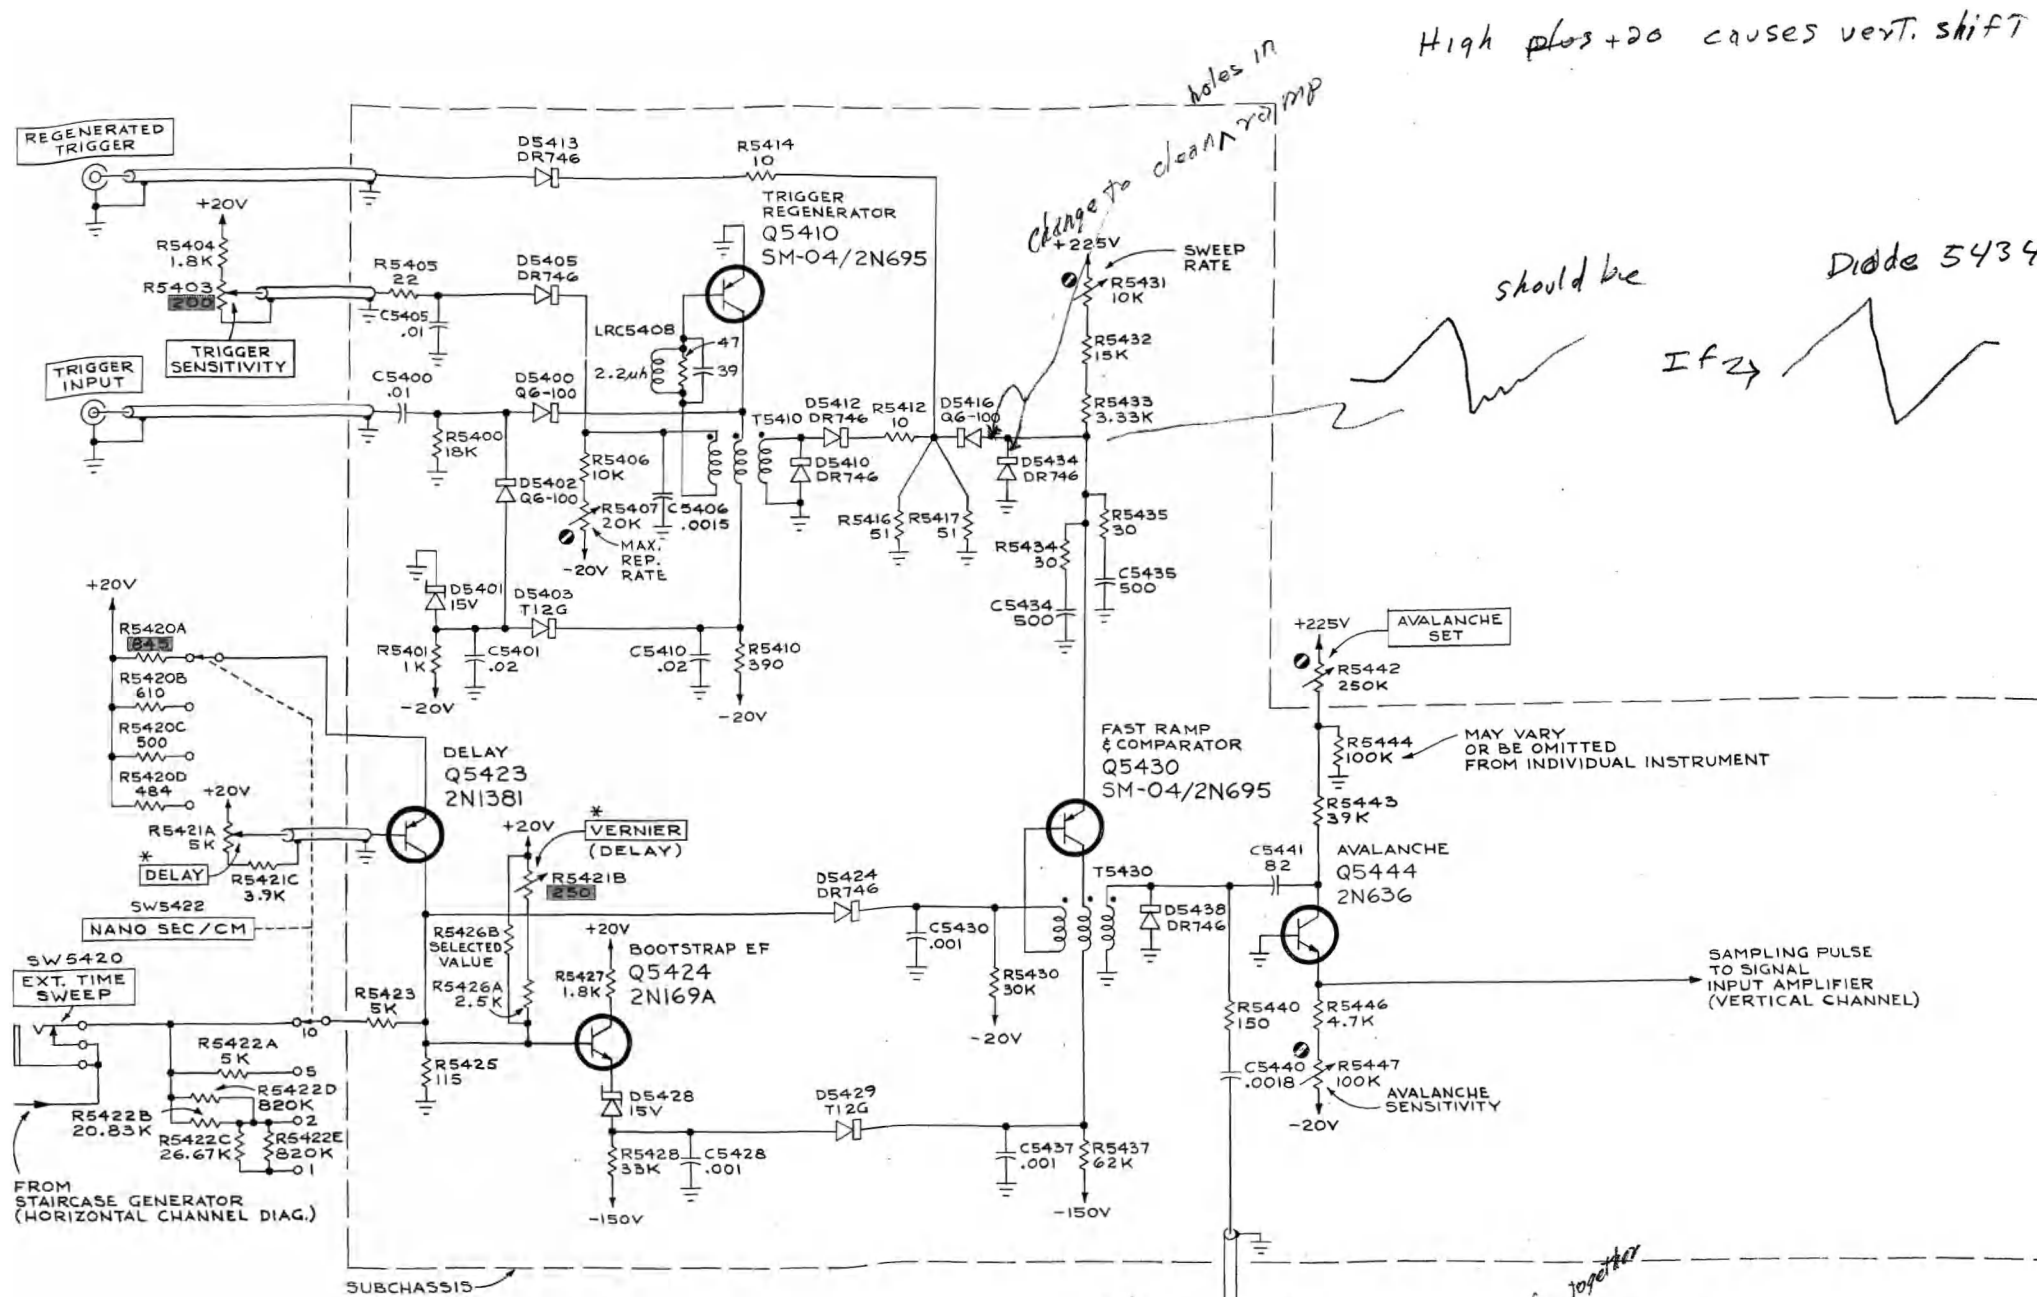 High plus +20 causes vert. shift
holes in
Change to clean ramp
REGENERATED
TRIGGER
D5413
DR746
R5414
10
TRIGGER
REGENERATOR
Q5410
SM-04/2N695
+20V
R5404
1.8K
R5403
200
TRIGGER
SENSITIVITY
R5405
22
C5405
.01
D5405
DR746
LRC5408
2.2µh
47
39
+225V
SWEEP
RATE
R5431
10K
R5432
15K
R5433
3.33K
should be
If
Diode 5434
TRIGGER
INPUT
C5400
.01
R5400
18K
D5400
Q6-100
D5402
Q6-100
R5406
10K
R5407
20K
MAX.
REP.
RATE
-20V
C5406
.0015
T5410
D5412
DR746
R5412
10
D5416
Q6-100
D5410
DR746
D5434
DR746
R5416
51
R5417
51
R5434
30
R5435
30
C5434
500
C5435
500
D5401
15V
D5403
T12G
R5401
1K
-20V
C5401
.02
C5410
.02
R5410
390
-20V
+20V
R5420A
845
R5420B
610
R5420C
500
R5420D
484
+20V
R5421A
5K
*
DELAY
R5421C
3.9K
SW5422
NANO SEC/CM
DELAY
Q5423
2N1381
+20V
*
VERNIER
(DELAY)
R5421B
250
R5426B
SELECTED
VALUE
R5426A
2.5K
+20V
R5427
1.8K
BOOTSTRAP EF
Q5424
2N169A
D5424
DR746
FAST RAMP
& COMPARATOR
Q5430
SM-04/2N695
C5430
.001
R5430
30K
-20V
T5430
D5438
DR746
+225V
AVALANCHE
SET
R5442
250K
R5444
100K
MAY VARY
OR BE OMITTED
FROM INDIVIDUAL INSTRUMENT
R5443
39K
C5441
82
AVALANCHE
Q5444
2N636
SAMPLING PULSE
TO SIGNAL
INPUT AMPLIFIER
(VERTICAL CHANNEL)
R5446
4.7K
R5447
100K
AVALANCHE
SENSITIVITY
-20V
R5440
150
C5440
.0018
SW5420
EXT. TIME
SWEEP
R5423
5K
10
R5422A
5K
5
R5422D
820K
R5422B
20.83K
2
R5422C
26.67K
R5422E
820K
1
R5425
115
D5428
15V
R5428
33K
-150V
C5428
.001
D5429
T12G
C5437
.001
R5437
62K
-150V
FROM
STAIRCASE GENERATOR
(HORIZONTAL CHANNEL DIAG.)
SUBCHASSIS
together